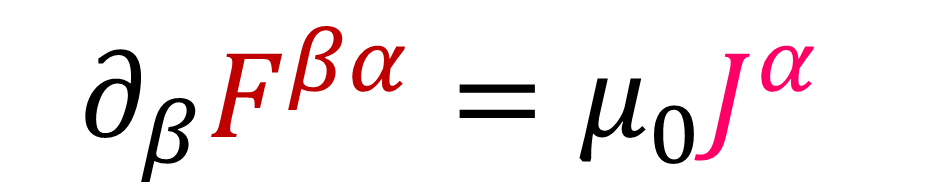 ∂_β F^{βα} = μ_0 J^α